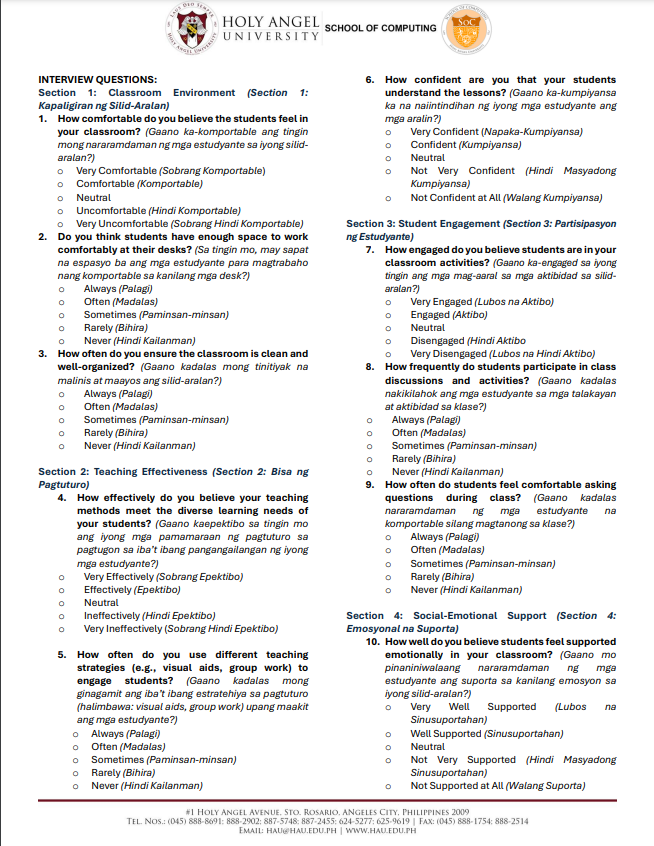 HOLY ANGEL
UNIVERSITY
SCHOOL OF COMPUTING
INTERVIEW QUESTIONS:
Section 1: Classroom Environment (Section 1:
Kapaligiran ng Silid-Aralan)
1. How comfortable do you believe the students feel in
your classroom? (Gaano ka-komportable ang tingin
mong nararamdaman ng mga estudyante sa iyong silid-
aralan?)
o Very Comfortable (Sobrang Komportable)
o Comfortable (Komportable)
o Neutral
o Uncomfortable (Hindi Komportable)
o Very Uncomfortable (Sobrang Hindi Komportable)
2. Do you think students have enough space to work
comfortably at their desks? (Sa tingin mo, may sapat
na espasyo ba ang mga estudyante para magtrabaho
nang komportable sa kanilang mga desk?)
o Always (Palagi)
o Often (Madalas)
o Sometimes (Paminsan-minsan)
o Rarely (Bihira)
o Never (Hindi Kailanman)
3. How often do you ensure the classroom is clean and
well-organized? (Gaano kadalas mong tinitiyak na
malinis at maayos ang silid-aralan?)
o Always (Palagi)
o Often (Madalas)
o Sometimes (Paminsan-minsan)
o Rarely (Bihira)
o Never (Hindi Kailanman)
Section 2: Teaching Effectiveness (Section 2: Bisa ng
Pagtuturo)
4. How effectively do you believe your teaching
methods meet the diverse learning needs of
your students? (Gaano kaepektibo sa tingin mo
ang iyong mga pamamaraan ng pagtuturo sa
pagtugon sa iba't ibang pangangailangan ng iyong
mga estudyante?)
o Very Effectively (Sobrang Epektibo)
o Effectively (Epektibo)
o Neutral
o Ineffectively (Hindi Epektibo)
o Very Ineffectively (Sobrang Hindi Epektibo)
5. How often do you use different teaching
strategies (e.g., visual aids, group work) to
engage students? (Gaano kadalas mong
ginagamit ang iba't ibang estratehiya sa pagtuturo
(halimbawa: visual aids, group work) upang maakit
ang mga estudyante?)
o Always (Palagi)
o Often (Madalas)
o Sometimes (Paminsan-minsan)
o Rarely (Bihira)
o Never (Hindi Kailanman)
6. How confident are you that your students
understand the lessons? (Gaano ka-kumpiyansa
ka na naiintindihan ng iyong mga estudyante ang
mga aralin?)
o Very Confident (Napaka-Kumpiyansa)
o Confident (Kumpiyansa)
o Neutral
o Not Very Confident (Hindi Masyadong
Kumpiyansa)
o Not Confident at All (Walang Kumpiyansa)
Section 3: Student Engagement (Section 3: Partisipasyon
ng Estudyante)
7. How engaged do you believe students are in your
classroom activities? (Gaano ka-engaged sa iyong
tingin ang mga mag-aaral sa mga aktibidad sa silid-
aralan?)
o Very Engaged (Lubos na Aktibo)
o Engaged (Aktibo)
o Neutral
o Disengaged (Hindi Aktibo
o Very Disengaged (Lubos na Hindi Aktibo)
8. How frequently do students participate in class
discussions and activities? (Gaano kadalas
nakikilahok ang mga estudyante sa mga talakayan
at aktibidad sa klase?)
o Always (Palagi)
o Often (Madalas)
o Sometimes (Paminsan-minsan)
o Rarely (Bihira)
o Never (Hindi Kailanman)
9. How often do students feel comfortable asking
questions during class? (Gaano kadalas
nararamdaman ng mga estudyante na
komportable silang magtanong sa klase?)
o Always (Palagi)
o Often (Madalas)
o Sometimes (Paminsan-minsan)
o Rarely (Bihira)
o Never (Hindi Kailanman)
Section 4: Social-Emotional Support (Section 4:
Emosyonal na Suporta)
10. How well do you believe students feel supported
emotionally in your classroom? (Gaano mo
pinaniniwalaang nararamdaman ng mga
estudyante ang suporta sa kanilang emosyon sa
iyong silid-aralan?)
o Very Well Supported (Lubos na
Sinusuportahan)
o Well Supported (Sinusuportahan)
o Neutral
o Not Very Supported (Hindi Masyadong
Sinusuportahan)
o Not Supported at All (Walang Suporta)
#1 HOLY ANGEL AVENUE, STO. ROSARIO, ANGELES CITY, PHILIPPINES 2009
TEL. NOS.: (045) 888-8691; 888-2902; 887-5748; 887-2455; 624-5277; 625-9619 | FAX: (045) 888-1754; 888-2514
EMAIL: HAU@HAU.EDU.PH | WWW.HAU.EDU.PH